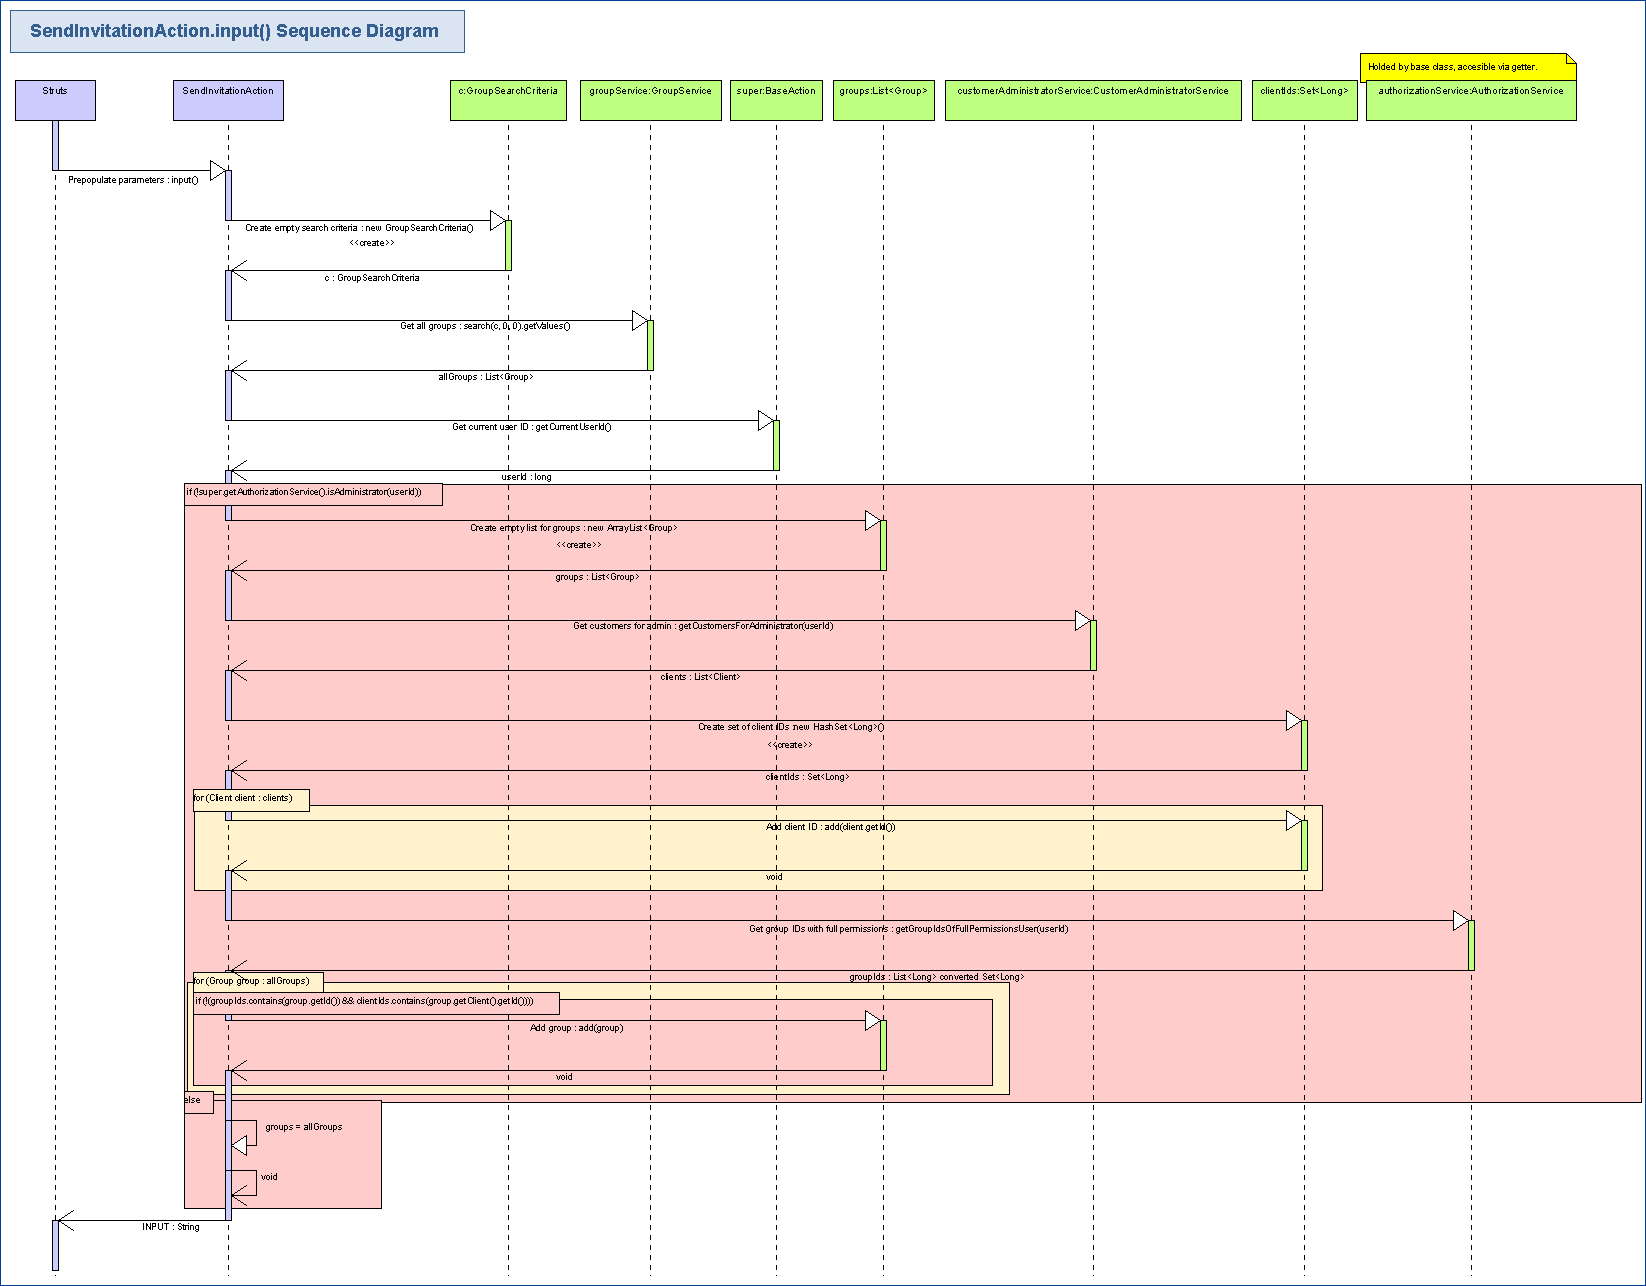 SendInvitationAction.input() Sequence Diagram
Holded by base class, accesible via getter.
Struts
SendInvitationAction
c:GroupSearchCriteria
groupService:GroupService
super:BaseAction
groups:List<Group>
customerAdministratorService:CustomerAdministratorService
clientIds:Set<Long>
authorizationService:AuthorizationService
Prepopulate parameters : input()
Create empty search criteria : new GroupSearchCriteria()
<<create>>
c : GroupSearchCriteria
Get all groups : search(c, 0, 0).getValues()
allGroups : List<Group>
Get current user ID : getCurrentUserId()
userId : long
if (!super.getAuthorizationService().isAdministrator(userId))
Create empty list for groups : new ArrayList<Group>
<<create>>
groups : List<Group>
Get customers for admin : getCustomersForAdministrator(userId)
clients : List<Client>
Create set of client IDs :new HashSet<Long>()
<<create>>
clientIds : Set<Long>
for (Client client : clients)
Add client ID : add(client.getId())
void
Get group IDs with full permissions : getGroupIdsOfFullPermissionsUser(userId)
groupIds : List<Long> converted Set<Long>
for (Group group : allGroups)
if (!(groupIds.contains(group.getId()) && clientIds.contains(group.getClient().getId())))
Add group : add(group)
void
else
groups = allGroups
void
INPUT : String